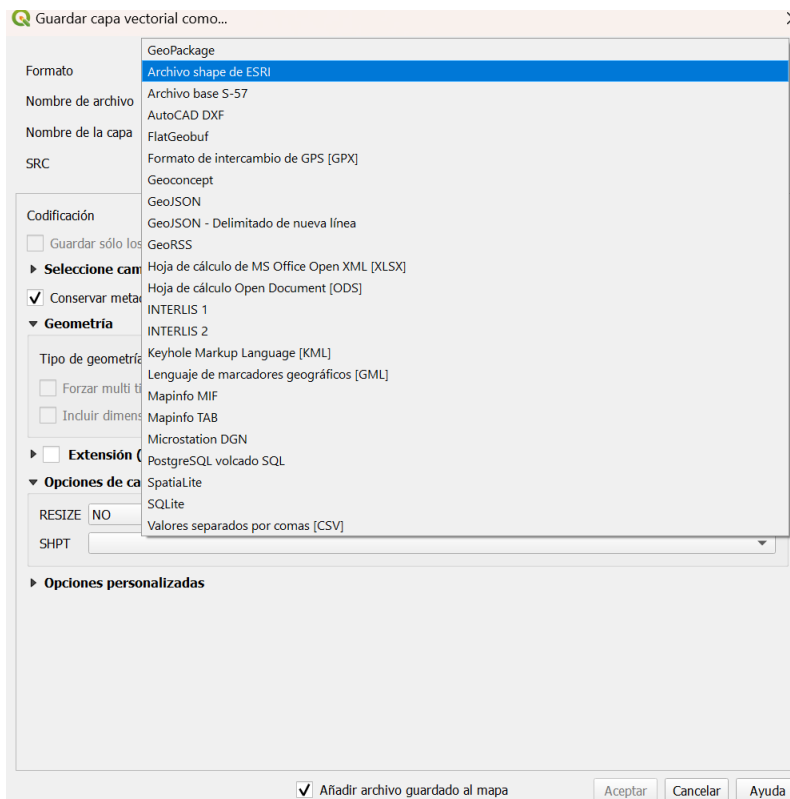 Guardar capa vectorial como...
Formato
GeoPackage
Archivo shape de ESRI
Nombre de archivo
Archivo base S-57
AutoCAD DXF
Nombre de la capa
FlatGeobuf
SRC
Formato de intercambio de GPS [GPX]
Geoconcept
GeoJSON
Codificación
GeoJSON - Delimitado de nueva línea
Guardar sólo los
GeoRSS
Seleccione cam
Hoja de cálculo de MS Office Open XML [XLSX]
Hoja de cálculo Open Document [ODS]
Conservar metad
INTERLIS 1
Geometría
INTERLIS 2
Tipo de geometría
Keyhole Markup Language [KML]
Lenguaje de marcadores geográficos [GML]
Forzar multi ti
Mapinfo MIF
Incluir dimens
Mapinfo TAB
Microstation DGN
Extensión (
PostgreSQL volcado SQL
Opciones de ca
SpatiaLite
SQLite
RESIZE NO
Valores separados por comas [CSV]
SHPT
Opciones personalizadas
Añadir archivo guardado al mapa
Aceptar Cancelar Ayuda